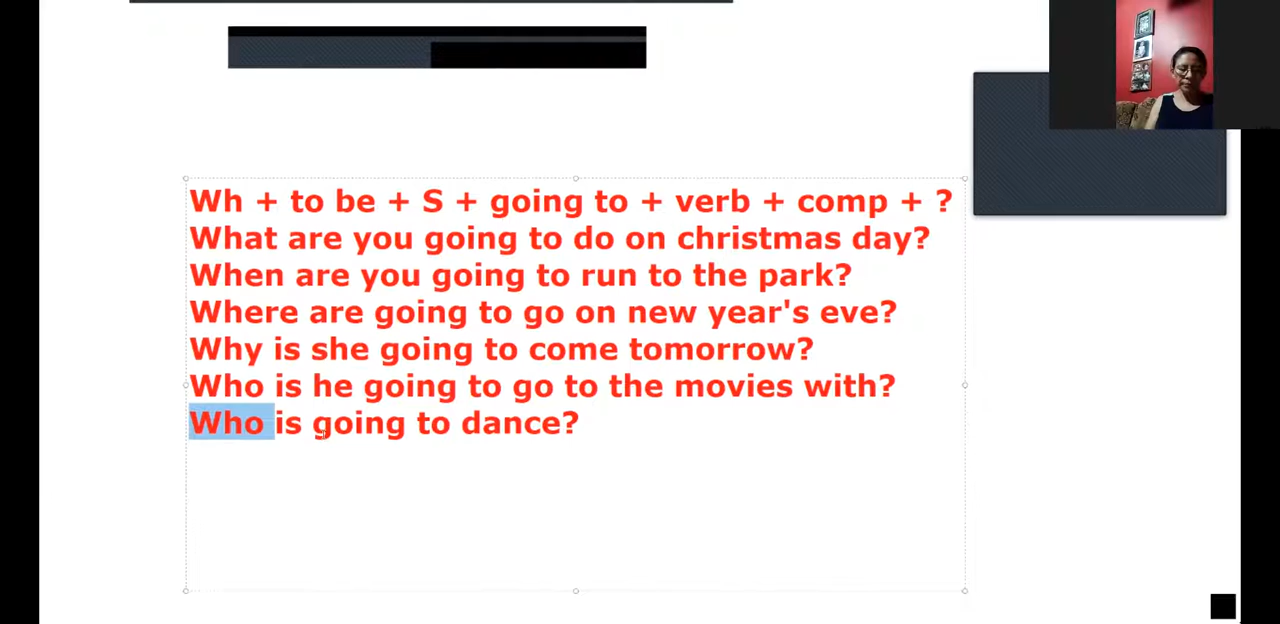 Wh + to be + S + going to + verb + comp + ?
What are you going to do on christmas day?
When are you going to run to the park?
Where are going to go on new year's eve?
Why is she going to come tomorrow?
Who is he going to go to the movies with?
Who is going to dance?